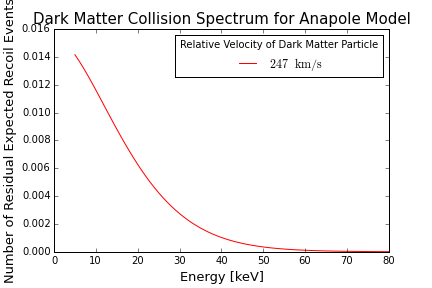 Dark Matter Collision Spectrum for Anapole Model
Number of Residual Expected Recoil Events
0.016
0.014
0.012
0.010
0.008
0.006
0.004
0.002
0.000
Relative Velocity of Dark Matter Particle
247 km/s
0 10 20 30 40 50 60 70 80
Energy [keV]